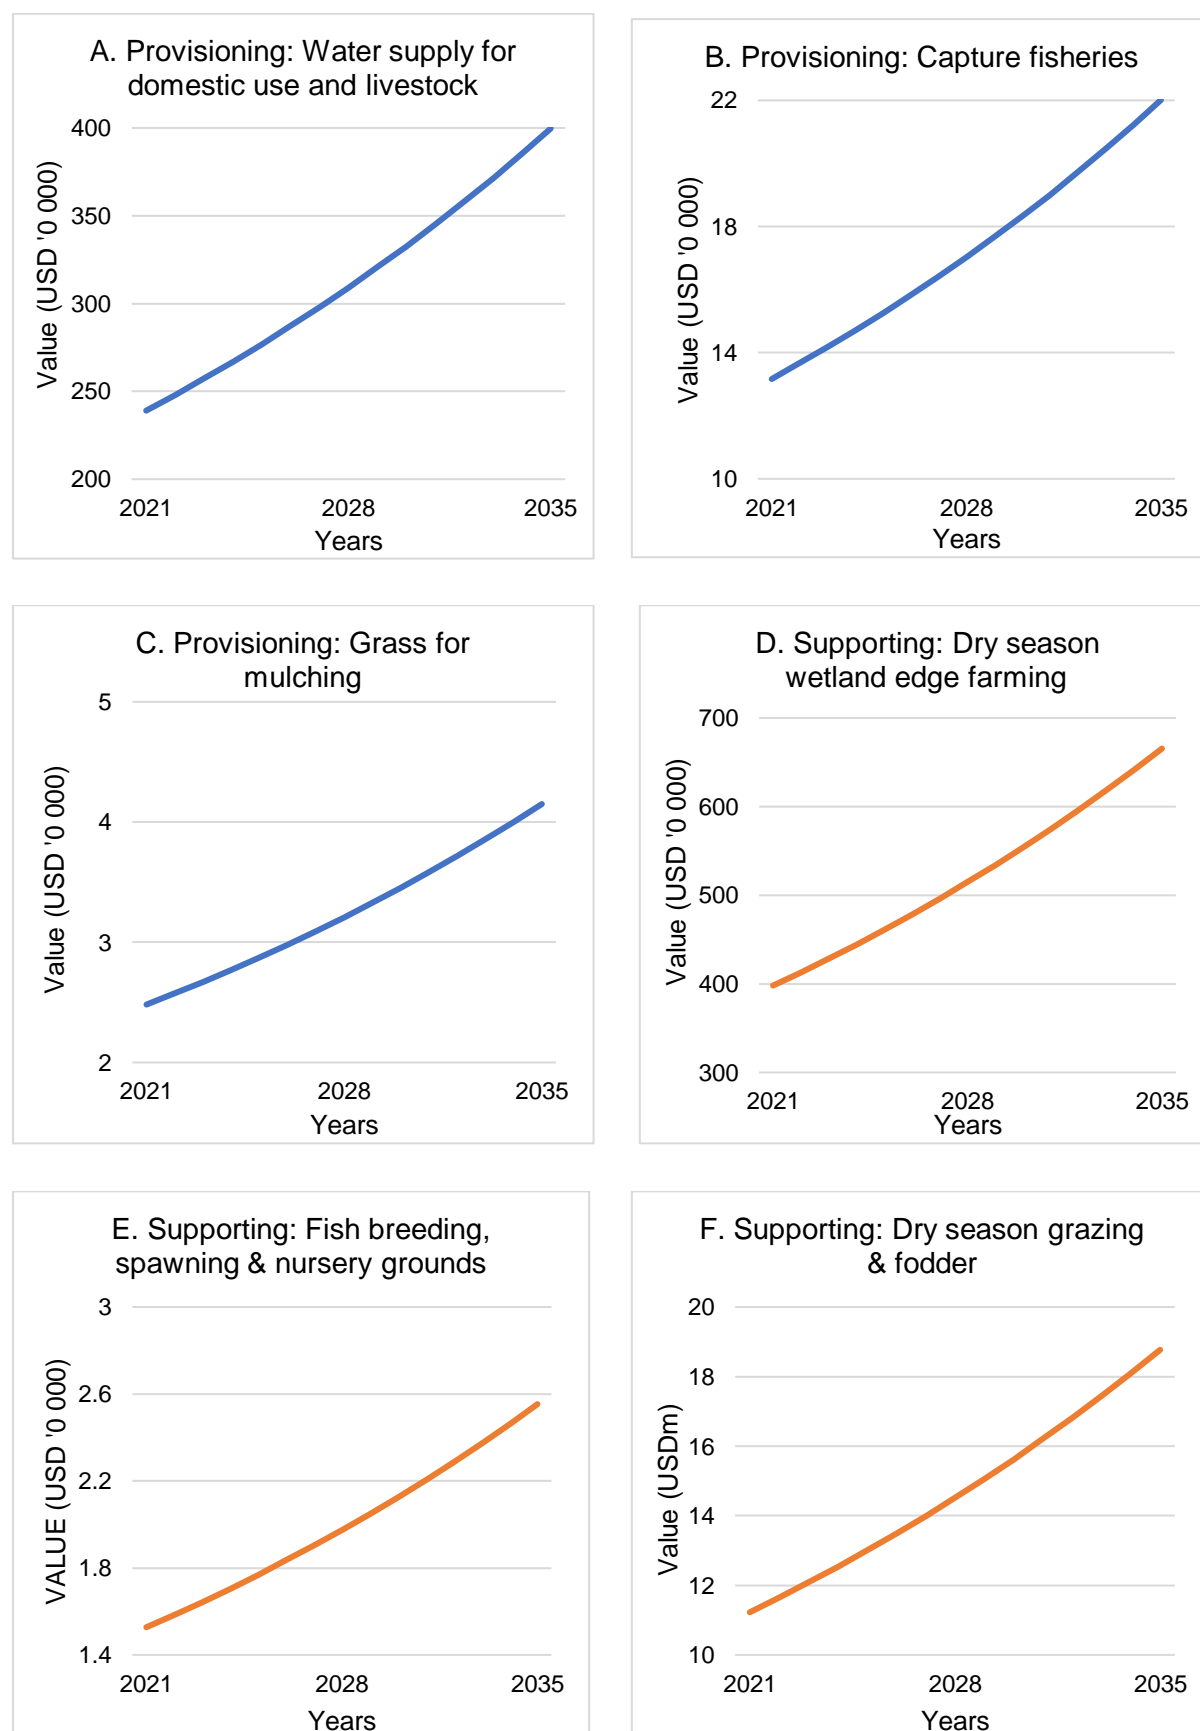 A. Provisioning: Water supply for
domestic use and livestock
400
350
300
250
200
Value (USD '0 000)
2021
2028
2035
Years
B. Provisioning: Capture fisheries
22
18
14
10
Value (USD '0 000)
2021
2028
2035
Years
C. Provisioning: Grass for
mulching
5
4
3
2
Value (USD '0 000)
2021
2028
2035
Years
D. Supporting: Dry season
wetland edge farming
700
600
500
400
300
Value (USD '0 000)
2021
2028
2035
Years
E. Supporting: Fish breeding,
spawning & nursery grounds
3
2.6
2.2
1.8
1.4
VALUE (USD '0 000)
2021
2028
2035
Years
F. Supporting: Dry season grazing
& fodder
20
18
16
14
12
10
Value (USDm)
2021
2028
2035
Years